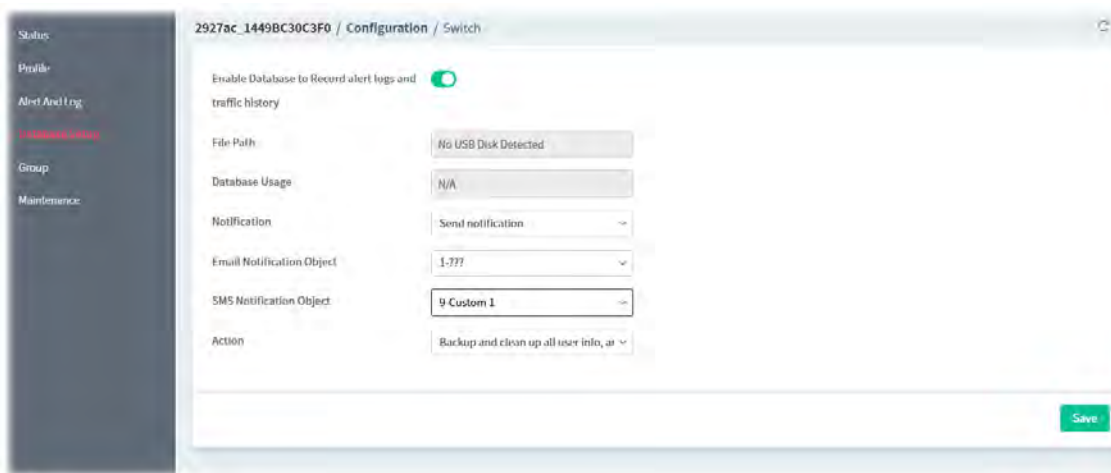 2927ac_1449BC30C3F0 / Configuration / Switch
Status
Profile
Alert And Log
Group
Maintenance
Enable Database to Record alert logs and
traffic history
File Path
No USB Disk Detected
Database Usage
N/A
Notification
Send notification
Email Notification Object
1-???
SMS Notification Object
9-Custom 1
Action
Backup and clean up all user info, ar
Save